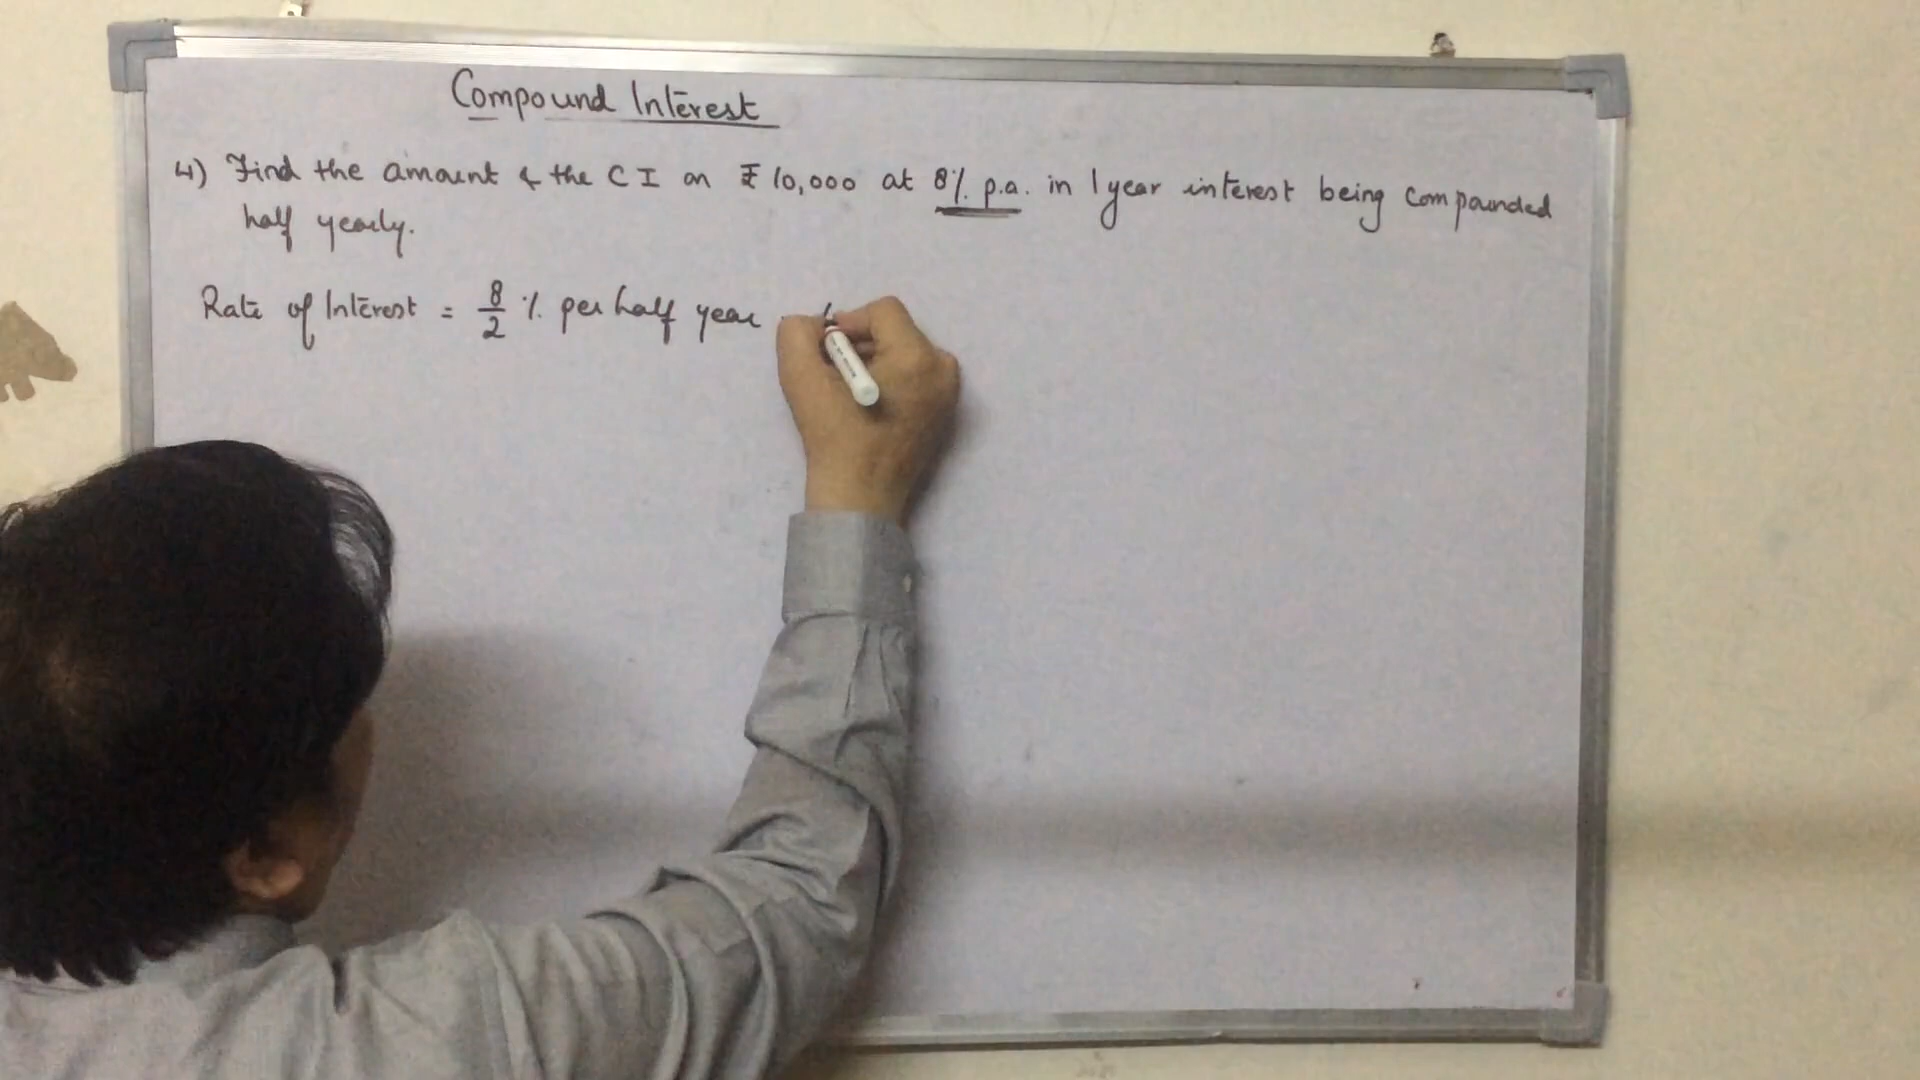 Compound Interest
4) Find the amount & the C I on ₹ 10,000 at 8% p.a. in 1 year interest being compounded
half yearly.
Rate of Interest = 8/2 % per half year